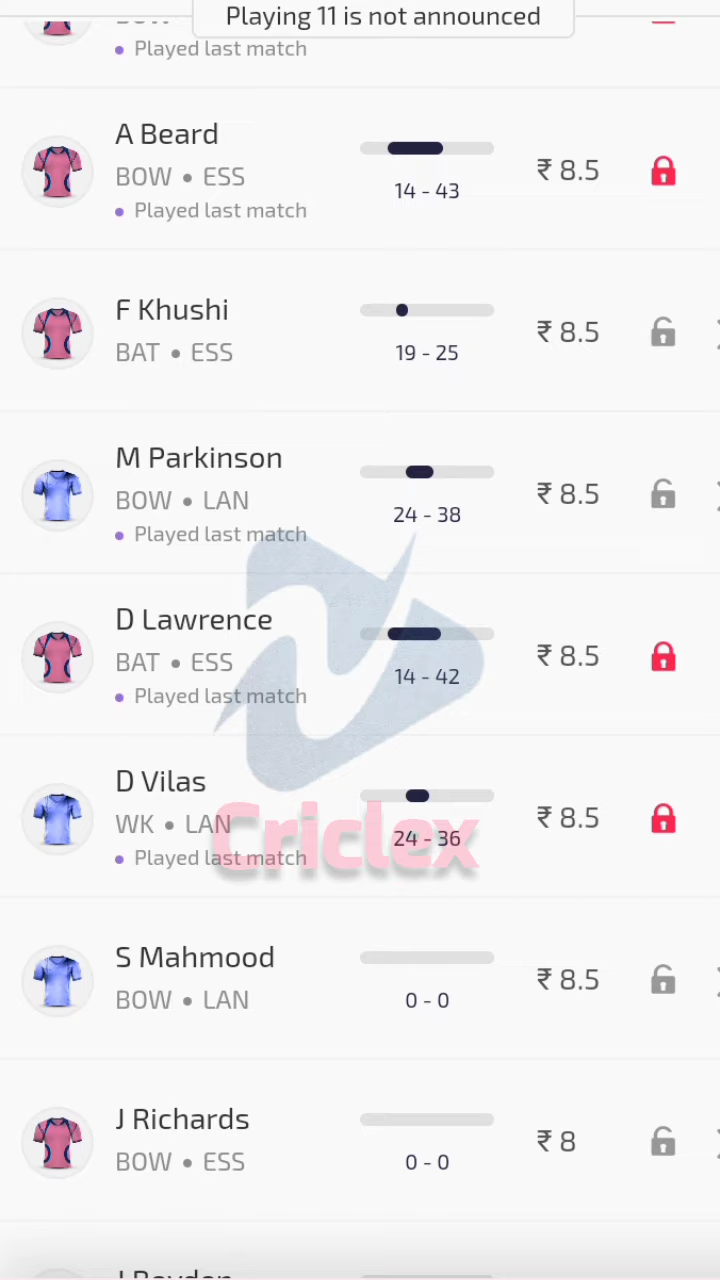 Playing 11 is not announced
Played last match
A Beard
BOW • ESS
Played last match
14 - 43
₹ 8.5
F Khushi
BAT • ESS
19 - 25
₹ 8.5
M Parkinson
BOW • LAN
Played last match
24 - 38
₹ 8.5
D Lawrence
BAT • ESS
Played last match
14 - 42
₹ 8.5
D Vilas
WK • LAN
Played last match
24 - 36
₹ 8.5
Criclex
S Mahmood
BOW • LAN
0 - 0
₹ 8.5
J Richards
BOW • ESS
0 - 0
₹ 8